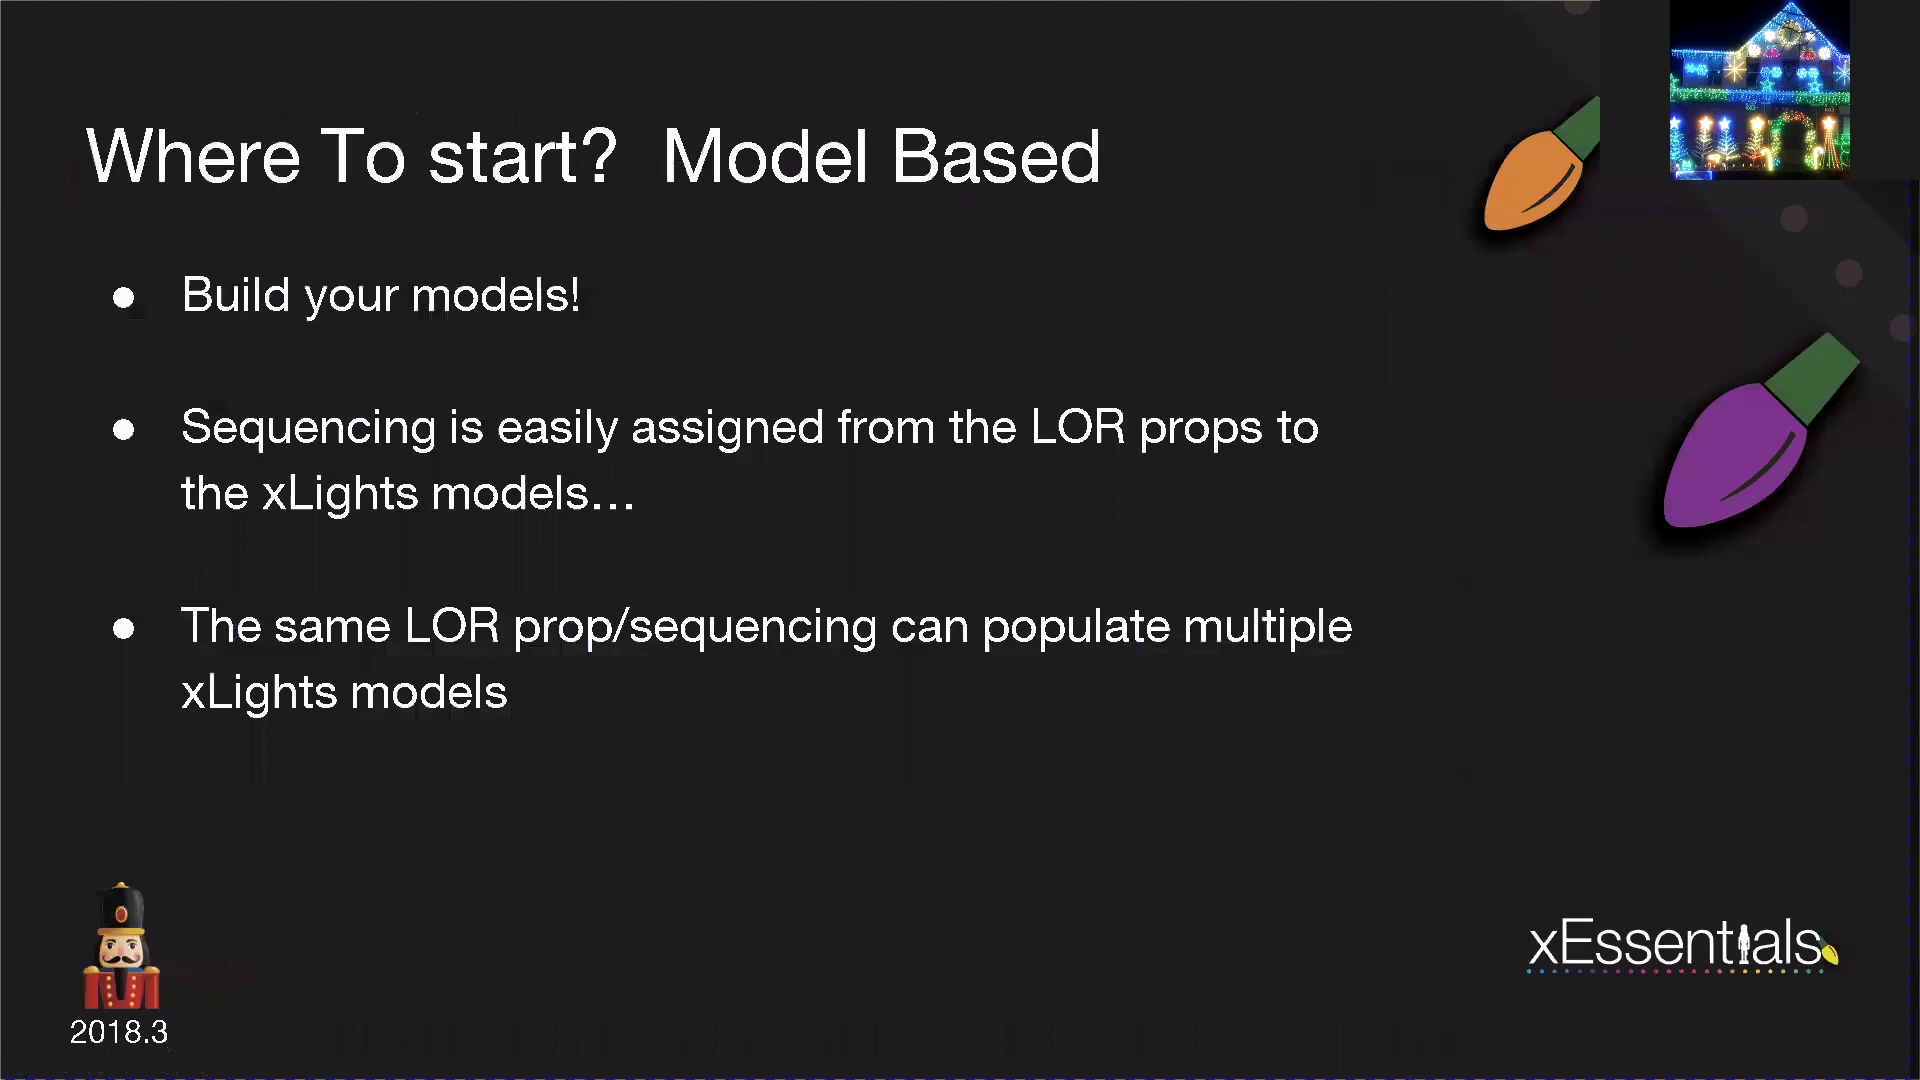 Where To start?  Model Based
● Build your models!
● Sequencing is easily assigned from the LOR props to
the xLights models…
● The same LOR prop/sequencing can populate multiple
xLights models
2018.3
xEssentials